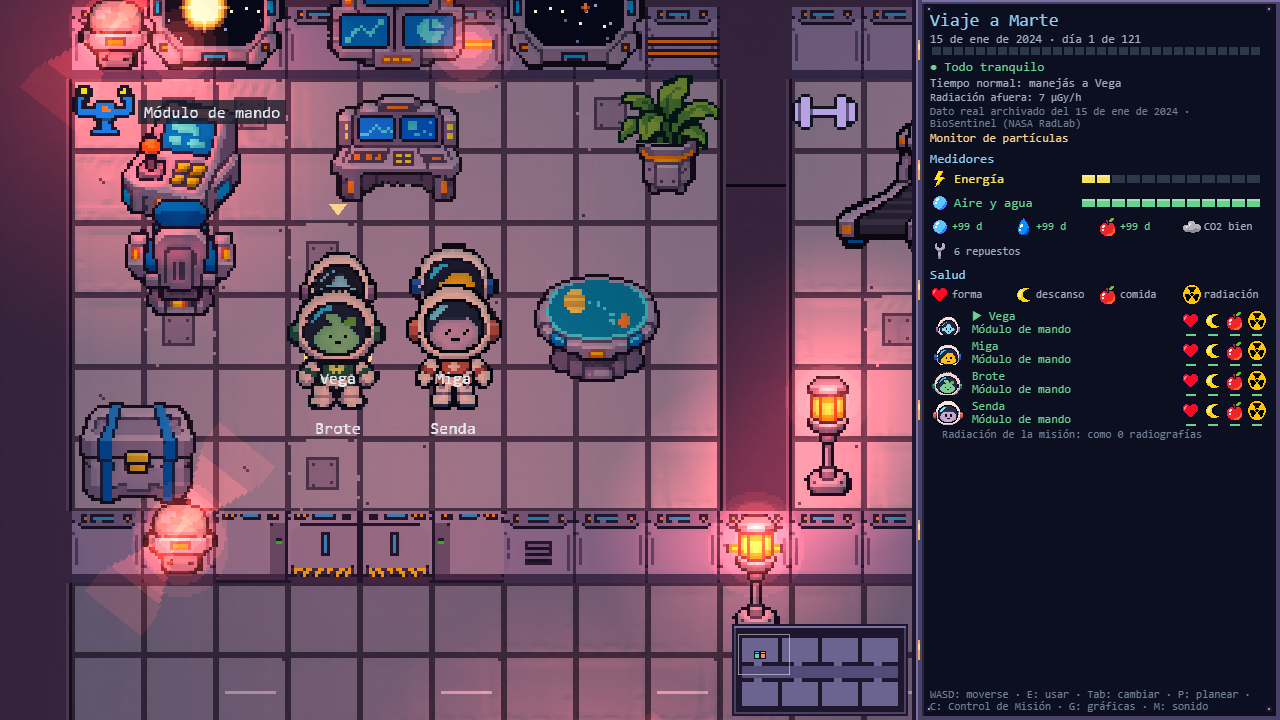 Módulo de mando
Vega
Miga
Brote
Senda
Viaje a Marte
15 de ene de 2024 · día 1 de 121
Todo tranquilo
Tiempo normal: manejás a Vega
Radiación afuera: 7 µGy/h
Dato real archivado del 15 de ene de 2024 ·
BioSentinel (NASA RadLab)
Monitor de partículas
Medidores
Energía
Aire y agua
+99 d
+99 d
+99 d
CO2 bien
6 repuestos
Salud
forma
descanso
comida
radiación
▶ Vega
Módulo de mando
Miga
Módulo de mando
Brote
Módulo de mando
Senda
Módulo de mando
Radiación de la misión: como 0 radiografías
WASD: moverse · E: usar · Tab: cambiar · P: planear ·
C: Control de Misión · G: gráficas · M: sonido